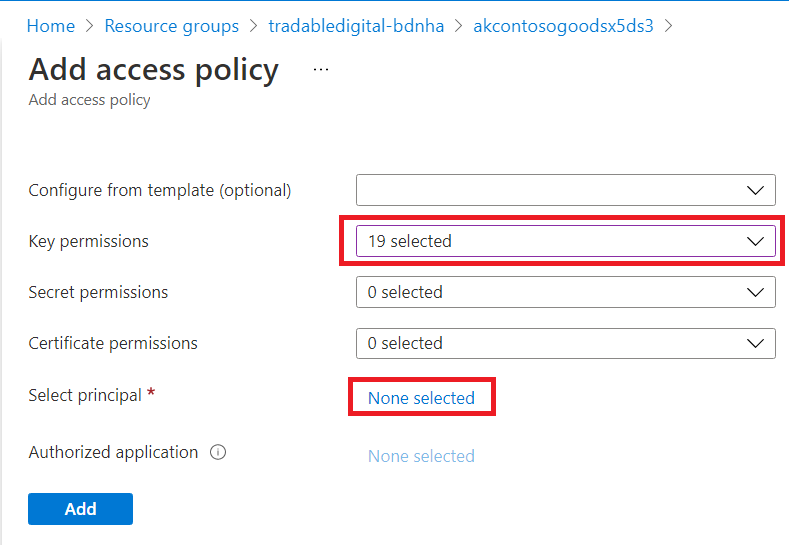 Home > Resource groups > tradabledigital-bdnha > akcontosogoodsx5ds3 >
Add access policy ...
Add access policy
Configure from template (optional)
Key permissions 19 selected
Secret permissions 0 selected
Certificate permissions 0 selected
Select principal * None selected
Authorized application None selected
Add